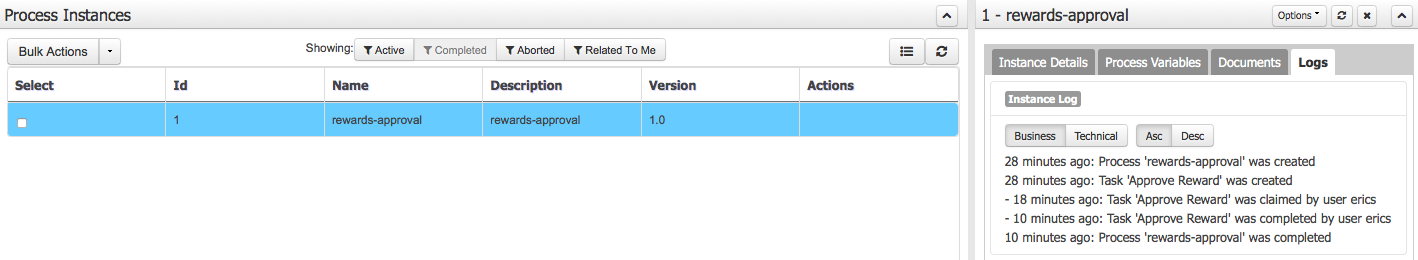 Process Instances
Bulk Actions
Showing: Active Completed Aborted Related To Me
Select Id Name Description Version Actions
1 rewards-approval rewards-approval 1.0
1 - rewards-approval
Options
Instance Details Process Variables Documents Logs
Instance Log
Business Technical Asc Desc
28 minutes ago: Process 'rewards-approval' was created
28 minutes ago: Task 'Approve Reward' was created
- 18 minutes ago: Task 'Approve Reward' was claimed by user erics
- 10 minutes ago: Task 'Approve Reward' was completed by user erics
10 minutes ago: Process 'rewards-approval' was completed